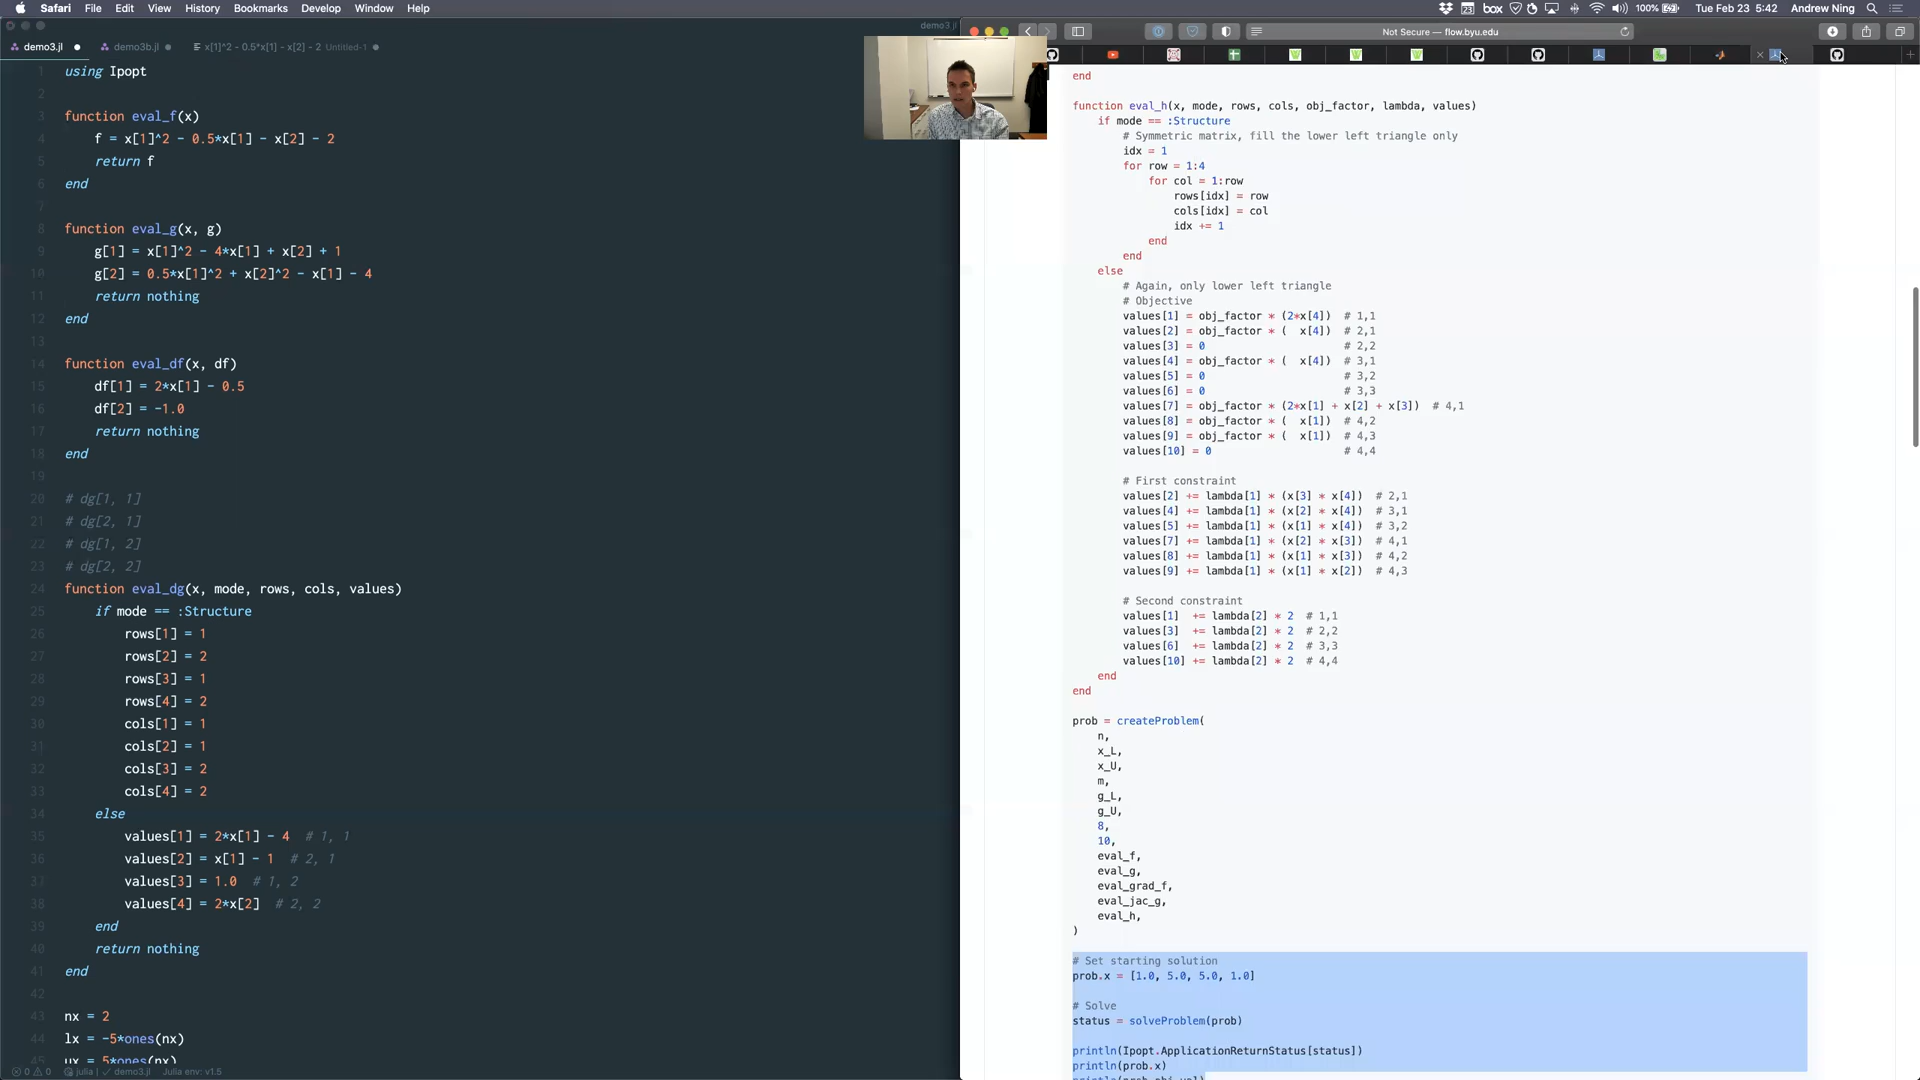 Safari File Edit View History Bookmarks Develop Window Help
box 100% Tue Feb 23 5:42 Andrew Ning
demo3.jl
demo3.jl demo3b.jl x[1]^2 - 0.5*x[1] - x[2] - 2 Untitled-1
Not Secure — flow.byu.edu
1 using Ipopt
2
3 function eval_f(x)
4 f = x[1]^2 - 0.5*x[1] - x[2] - 2
5 return f
6 end
7
8 function eval_g(x, g)
9 g[1] = x[1]^2 - 4*x[1] + x[2] + 1
10 g[2] = 0.5*x[1]^2 + x[2]^2 - x[1] - 4
11 return nothing
12 end
13
14 function eval_df(x, df)
15 df[1] = 2*x[1] - 0.5
16 df[2] = -1.0
17 return nothing
18 end
19
20 # dg[1, 1]
21 # dg[2, 1]
22 # dg[1, 2]
23 # dg[2, 2]
24 function eval_dg(x, mode, rows, cols, values)
25 if mode == :Structure
26 rows[1] = 1
27 rows[2] = 2
28 rows[3] = 1
29 rows[4] = 2
30 cols[1] = 1
31 cols[2] = 1
32 cols[3] = 2
33 cols[4] = 2
34 else
35 values[1] = 2*x[1] - 4 # 1, 1
36 values[2] = x[1] - 1 # 2, 1
37 values[3] = 1.0 # 1, 2
38 values[4] = 2*x[2] # 2, 2
39 end
40 return nothing
41 end
42
43 nx = 2
44 lx = -5*ones(nx)
45 ux = 5*ones(nx)
0 0 julia demo3.jl Julia env: v1.5
end
function eval_h(x, mode, rows, cols, obj_factor, lambda, values)
if mode == :Structure
# Symmetric matrix, fill the lower left triangle only
idx = 1
for row = 1:4
for col = 1:row
rows[idx] = row
cols[idx] = col
idx += 1
end
end
else
# Again, only lower left triangle
# Objective
values[1] = obj_factor * (2*x[4]) # 1,1
values[2] = obj_factor * ( x[4]) # 2,1
values[3] = 0 # 2,2
values[4] = obj_factor * ( x[4]) # 3,1
values[5] = 0 # 3,2
values[6] = 0 # 3,3
values[7] = obj_factor * (2*x[1] + x[2] + x[3]) # 4,1
values[8] = obj_factor * ( x[1]) # 4,2
values[9] = obj_factor * ( x[1]) # 4,3
values[10] = 0 # 4,4
# First constraint
values[2] += lambda[1] * (x[3] * x[4]) # 2,1
values[4] += lambda[1] * (x[2] * x[4]) # 3,1
values[5] += lambda[1] * (x[1] * x[4]) # 3,2
values[7] += lambda[1] * (x[2] * x[3]) # 4,1
values[8] += lambda[1] * (x[1] * x[3]) # 4,2
values[9] += lambda[1] * (x[1] * x[2]) # 4,3
# Second constraint
values[1] += lambda[2] * 2 # 1,1
values[3] += lambda[2] * 2 # 2,2
values[6] += lambda[2] * 2 # 3,3
values[10] += lambda[2] * 2 # 4,4
end
end
prob = createProblem(
n,
x_L,
x_U,
m,
g_L,
g_U,
8,
10,
eval_f,
eval_g,
eval_grad_f,
eval_jac_g,
eval_h,
)
# Set starting solution
prob.x = [1.0, 5.0, 5.0, 1.0]
# Solve
status = solveProblem(prob)
println(Ipopt.ApplicationReturnStatus[status])
println(prob.x)
println(prob.obj_val)